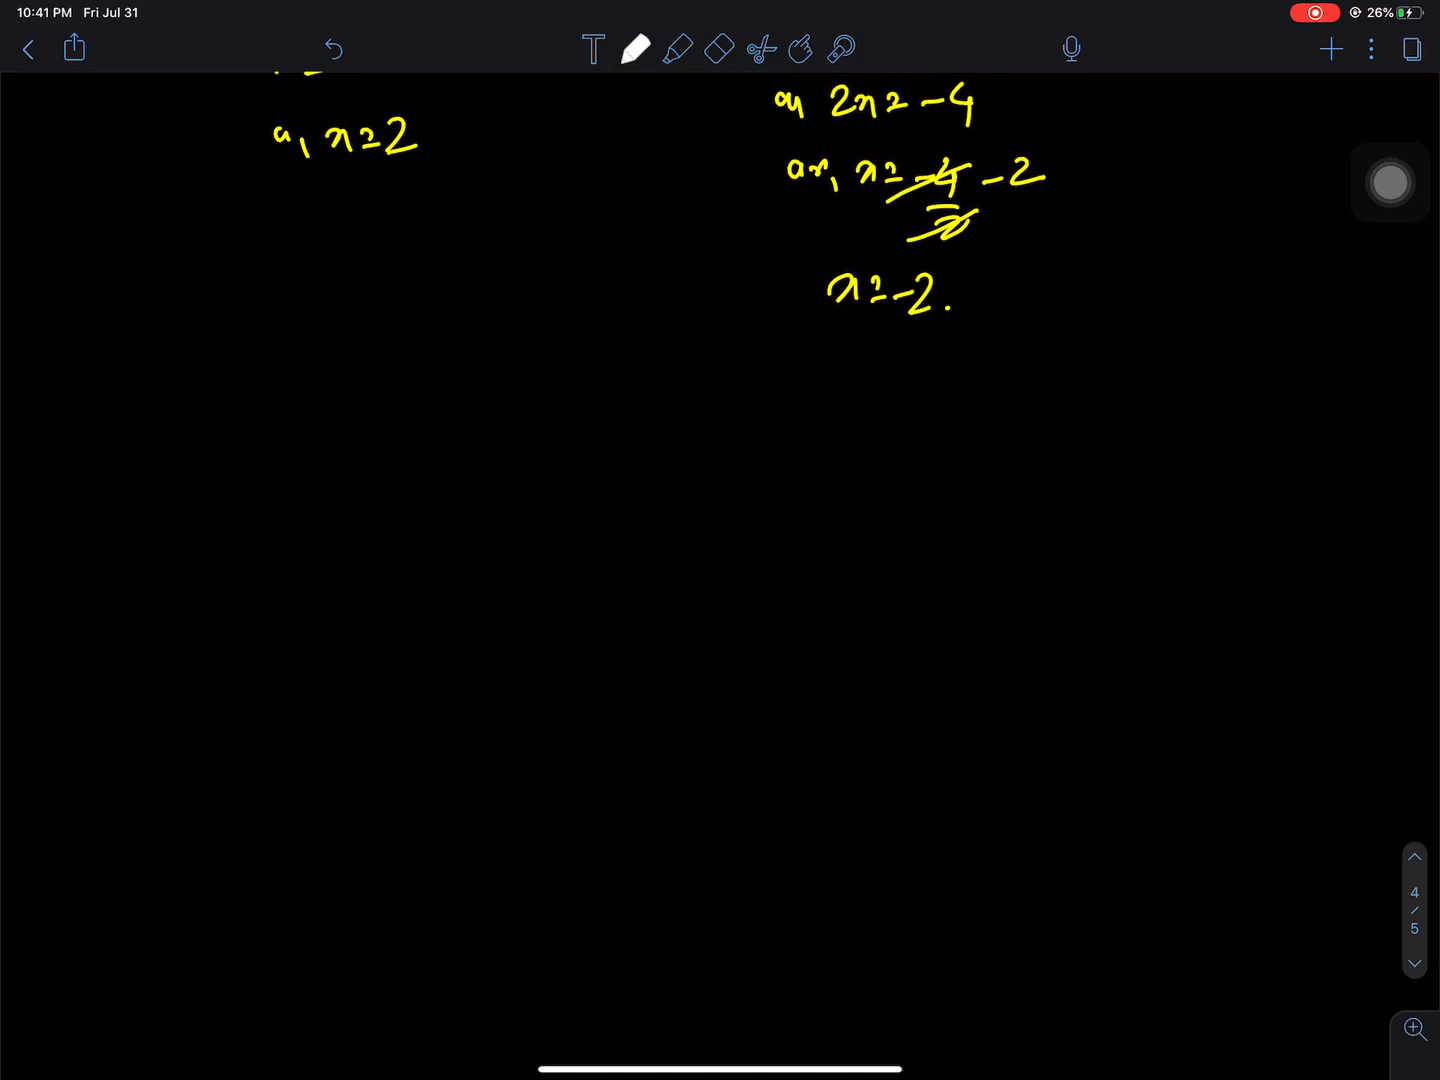 10:41 PM Fri Jul 31
26%
T
or, 2x = -4
or, x = 2
or, x = -4/2 -2
x = -2.
4
/
5